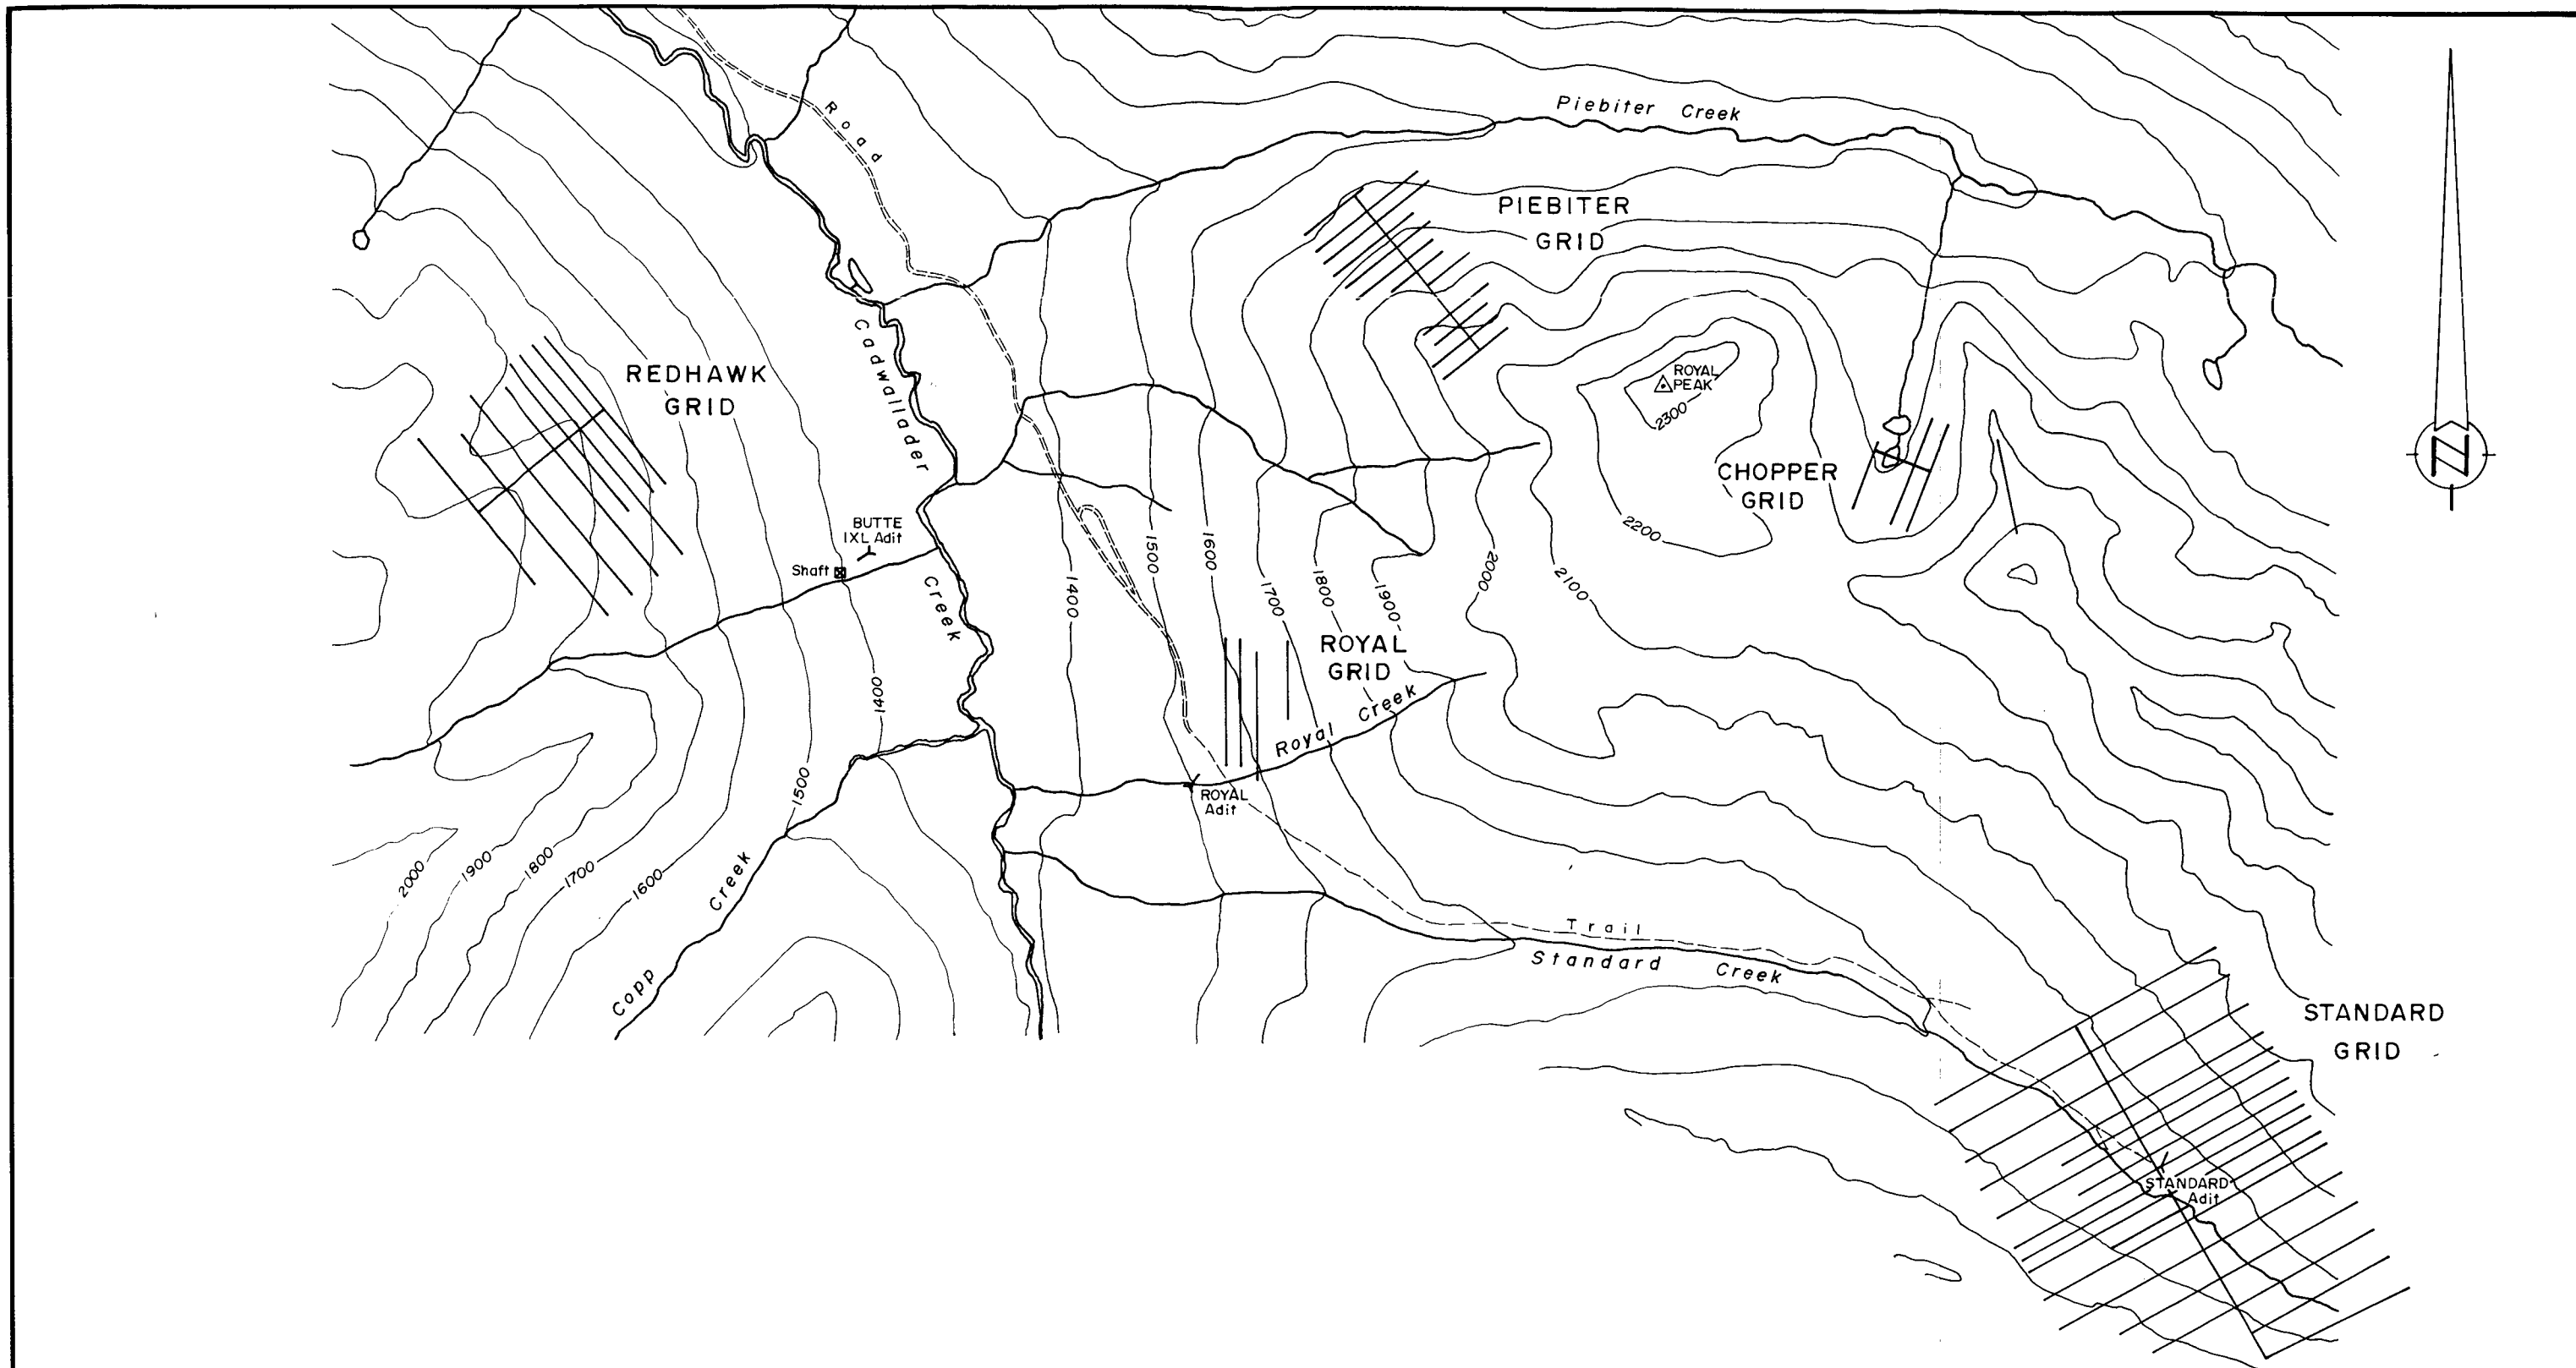 Road
Piebiter Creek
PIEBITER
GRID
Cadwallader
Creek
REDHAWK
GRID
ROYAL
PEAK
2300
CHOPPER
GRID
2200
BUTTE
IXL Adit
Shaft
1400
1500
1600
1700
1800
1900
2000
2100
ROYAL
GRID
Royal Creek
1400
1500
ROYAL
Adit
2000
1900
1800
1700
1600
Copp Creek
Trail
Standard Creek
STANDARD
GRID
STANDARD
Adit
N